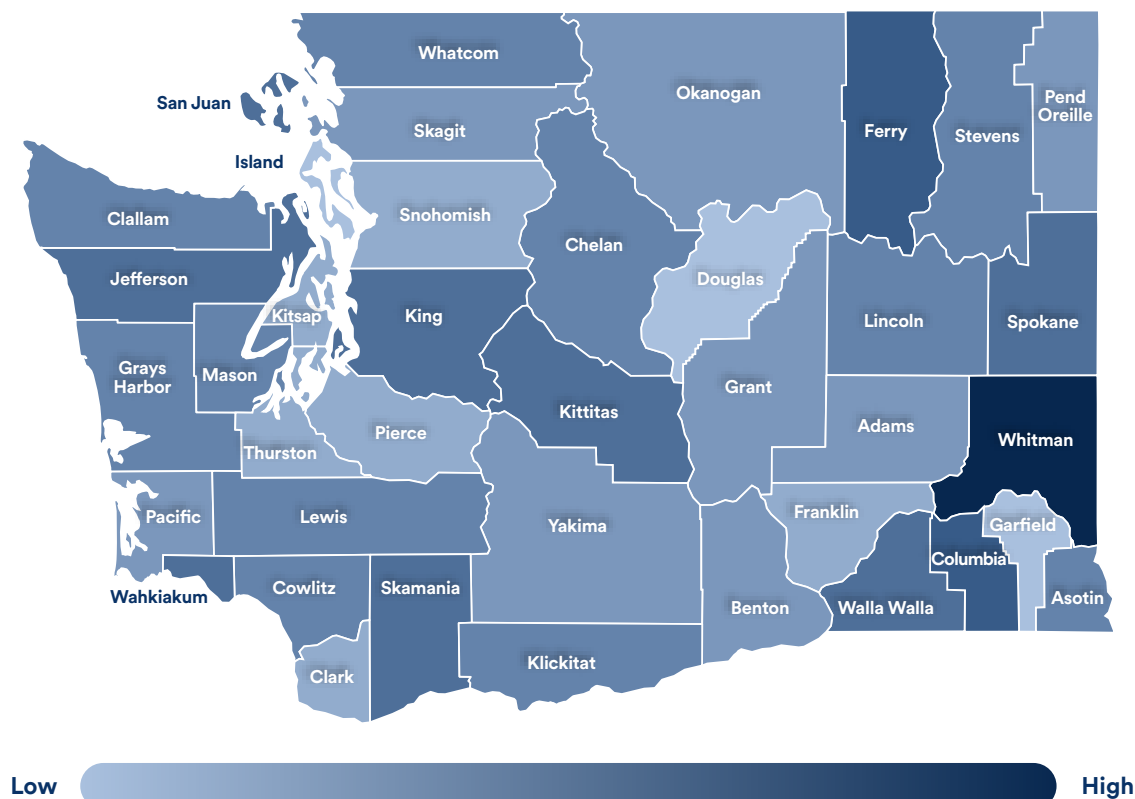 Whatcom
San Juan
Skagit
Okanogan
Ferry
Stevens
Pend
Oreille
Island
Clallam
Snohomish
Chelan
Jefferson
Douglas
Kitsap
King
Lincoln
Spokane
Grays
Harbor
Mason
Grant
Kittitas
Adams
Whitman
Pierce
Thurston
Pacific
Lewis
Yakima
Franklin
Garfield
Columbia
Wahkiakum
Cowlitz
Skamania
Benton
Walla Walla
Asotin
Klickitat
Clark
Low
High